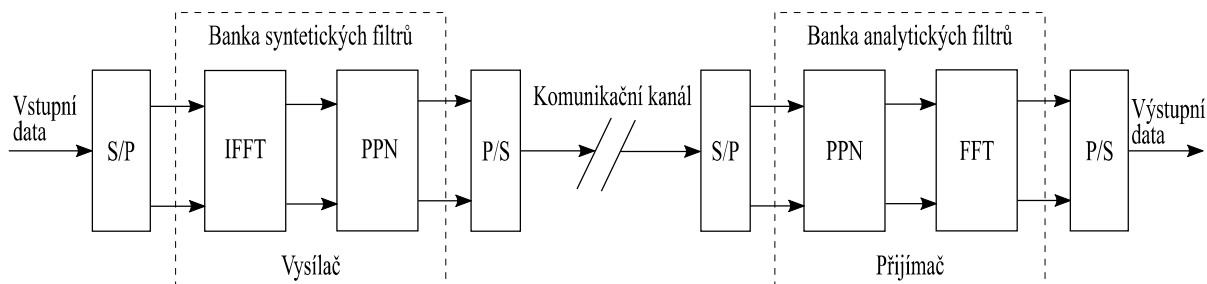 Banka syntetických filtrů
Banka analytických filtrů
Vstupní
data
S/P
IFFT
PPN
P/S
Komunikační kanál
S/P
PPN
FFT
P/S
Výstupní
data
Vysílač
Přijímač